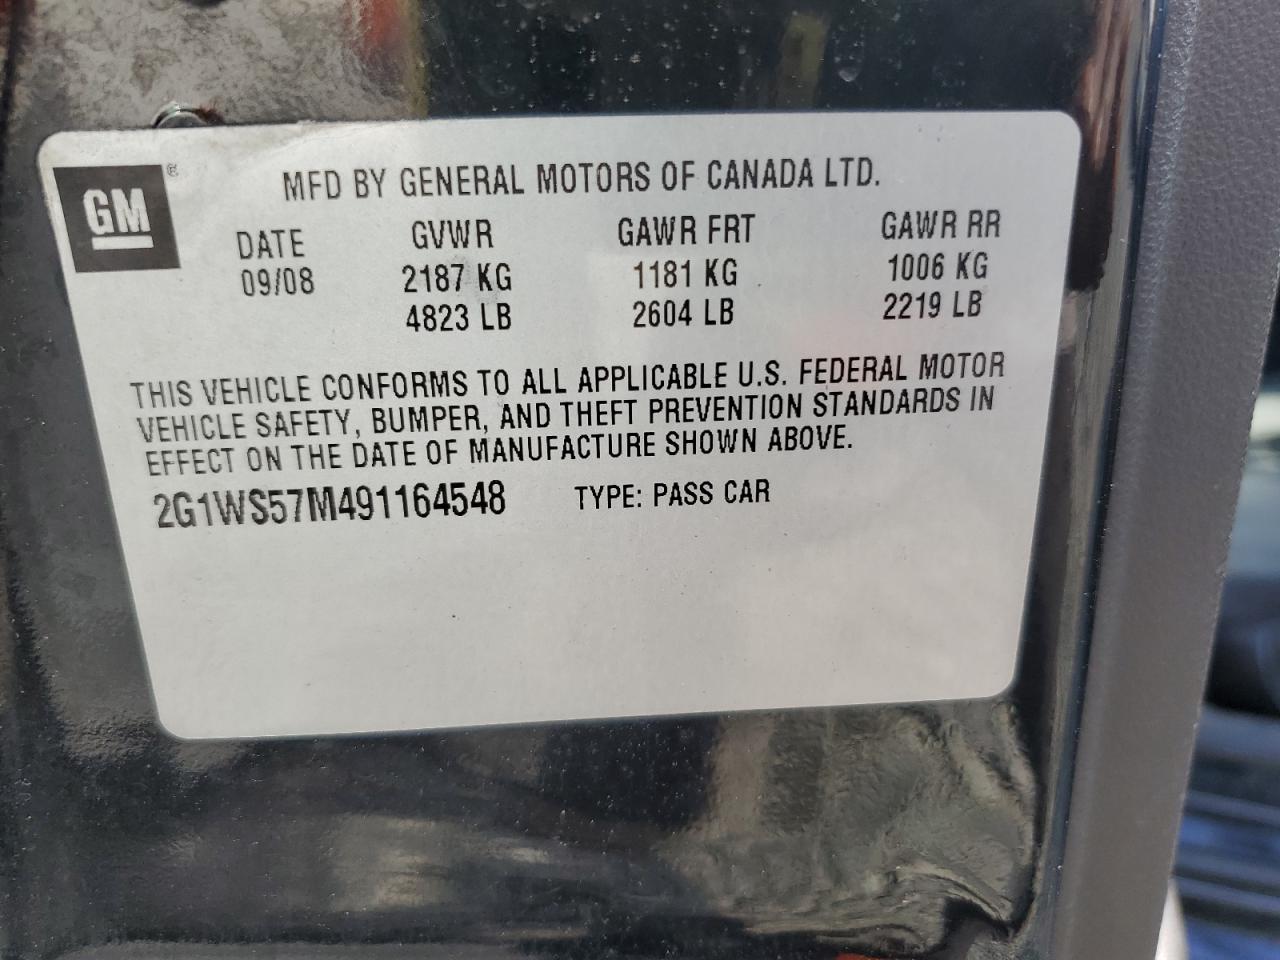 GM ®
MFD BY GENERAL MOTORS OF CANADA LTD.
DATE GVWR GAWR FRT GAWR RR
09/08 2187 KG 1181 KG 1006 KG
4823 LB 2604 LB 2219 LB
THIS VEHICLE CONFORMS TO ALL APPLICABLE U.S. FEDERAL MOTOR
VEHICLE SAFETY, BUMPER, AND THEFT PREVENTION STANDARDS IN
EFFECT ON THE DATE OF MANUFACTURE SHOWN ABOVE.
2G1WS57M491164548 TYPE: PASS CAR